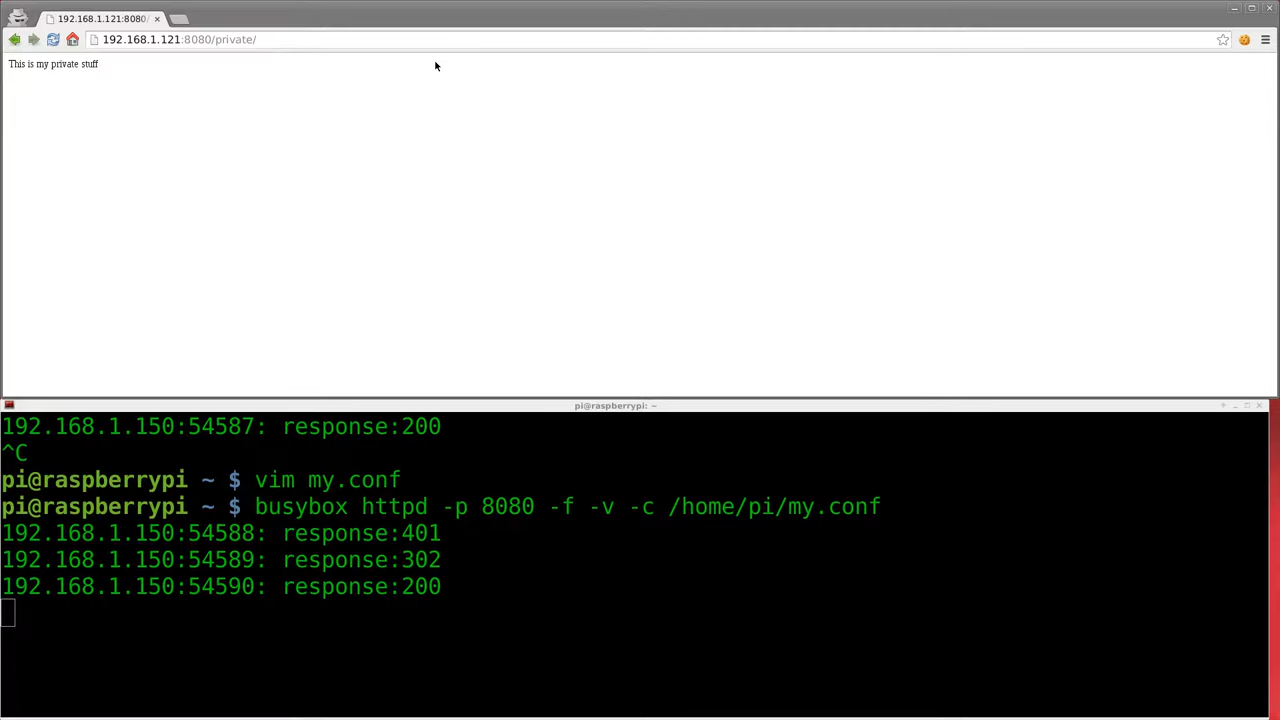 192.168.1.121:8080/
192.168.1.121:8080/private/
This is my private stuff
pi@raspberrypi: ~
192.168.1.150:54587: response:200
^C
pi@raspberrypi ~ $ vim my.conf
pi@raspberrypi ~ $ busybox httpd -p 8080 -f -v -c /home/pi/my.conf
192.168.1.150:54588: response:401
192.168.1.150:54589: response:302
192.168.1.150:54590: response:200